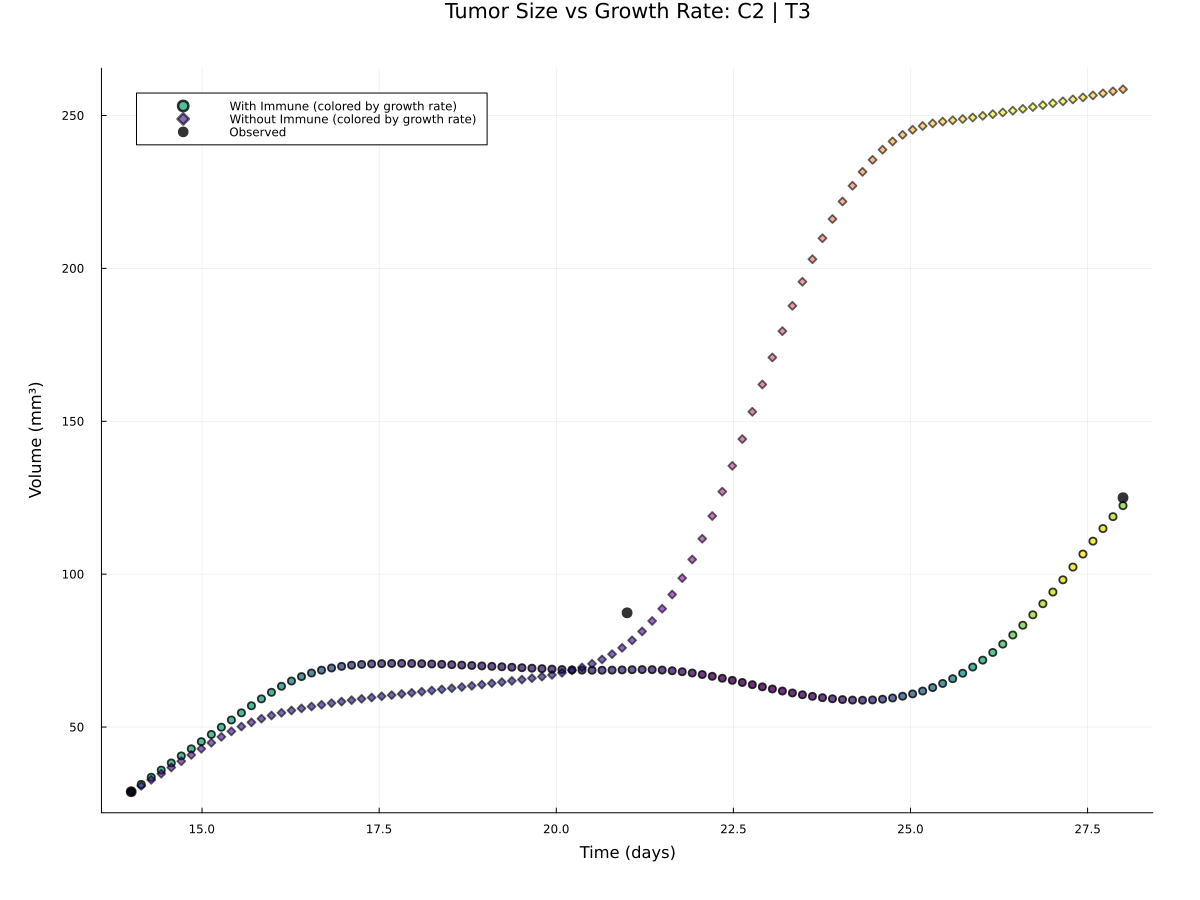 Tumor Size vs Growth Rate: C2 | T3
With Immune (colored by growth rate)
Without Immune (colored by growth rate)
Observed
Volume (mm³)
250
200
150
100
50
15.0 17.5 20.0 22.5 25.0 27.5
Time (days)